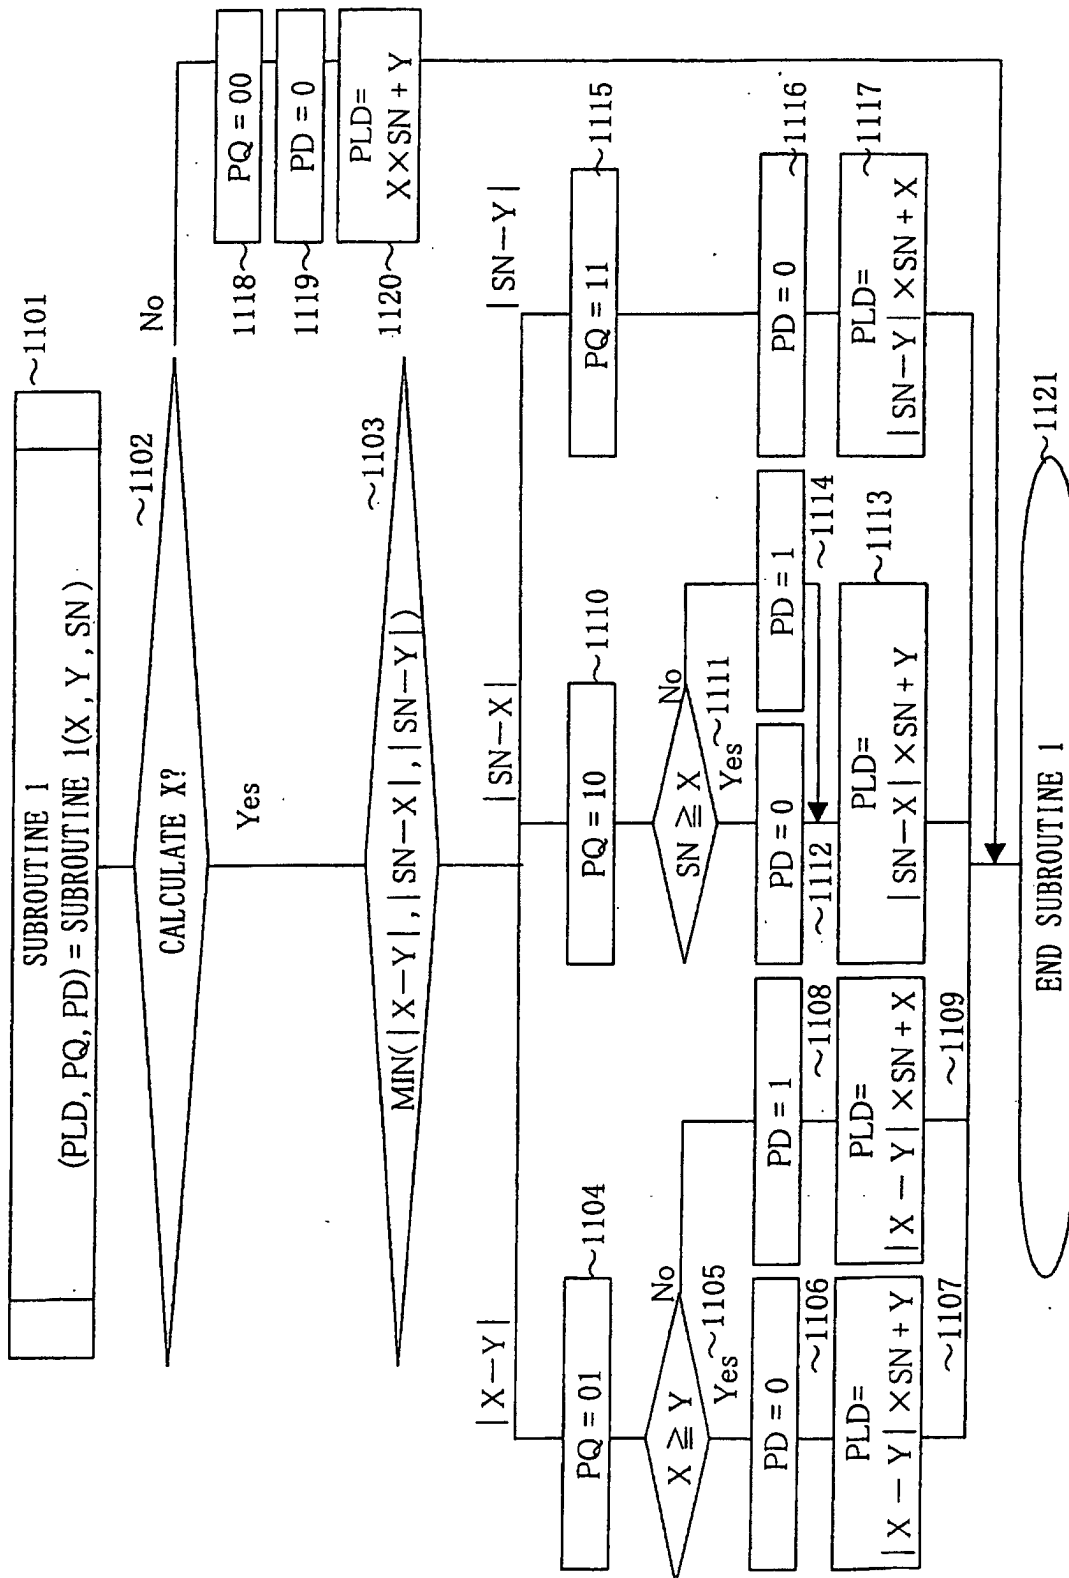 SUBROUTINE 1
(PLD, PQ, PD) = SUBROUTINE 1(X, Y, SN)
~1101
CALCULATE X?
~1102
No
Yes
PQ = 00
1118~
PD = 0
1119~
PLD=
X×SN+Y
1120~
MIN(|X-Y|, |SN-X|, |SN-Y|)
~1103
|X-Y|
|SN-X|
|SN-Y|
PQ = 01
~1104
X ≧ Y
~1105
No
Yes
PD = 0
~1106
PLD=
|X-Y|×SN+Y
~1107
PD = 1
~1108
PLD=
|X-Y|×SN+X
~1109
PQ = 10
~1110
SN ≧ X
~1111
No
Yes
PD = 0
~1112
PD = 1
~1114
PLD=
|SN-X|×SN+Y
~1113
PQ = 11
~1115
PD = 0
~1116
PLD=
|SN-Y|×SN+X
~1117
END SUBROUTINE 1
~1121